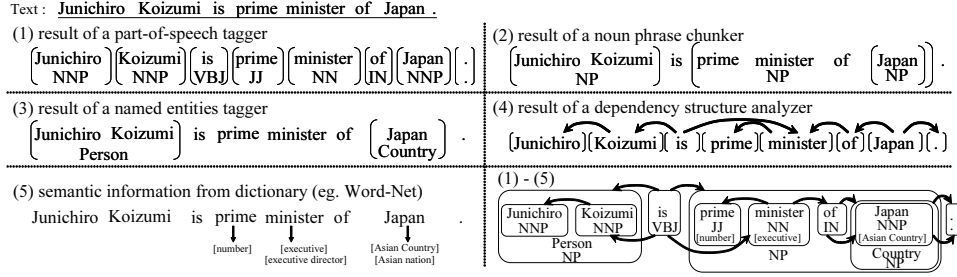 Text : Junichiro Koizumi is prime minister of Japan .
(1) result of a part-of-speech tagger
Junichiro Koizumi is prime minister of Japan .
NNP NNP VBJ JJ NN IN NNP .
(2) result of a noun phrase chunker
Junichiro Koizumi is prime minister of Japan .
NP NP NP
(3) result of a named entities tagger
Junichiro Koizumi is prime minister of Japan .
Person Country
(4) result of a dependency structure analyzer
Junichiro Koizumi is prime minister of Japan .
(5) semantic information from dictionary (eg. Word-Net)
Junichiro Koizumi is prime minister of Japan .
[number] [executive] [Asian Country]
[executive director] [Asian nation]
(1) - (5)
Junichiro Koizumi is prime minister of Japan .
NNP NNP VBJ JJ NN IN NNP .
[number] [executive] [Asian Country]
Person NP Country
NP NP